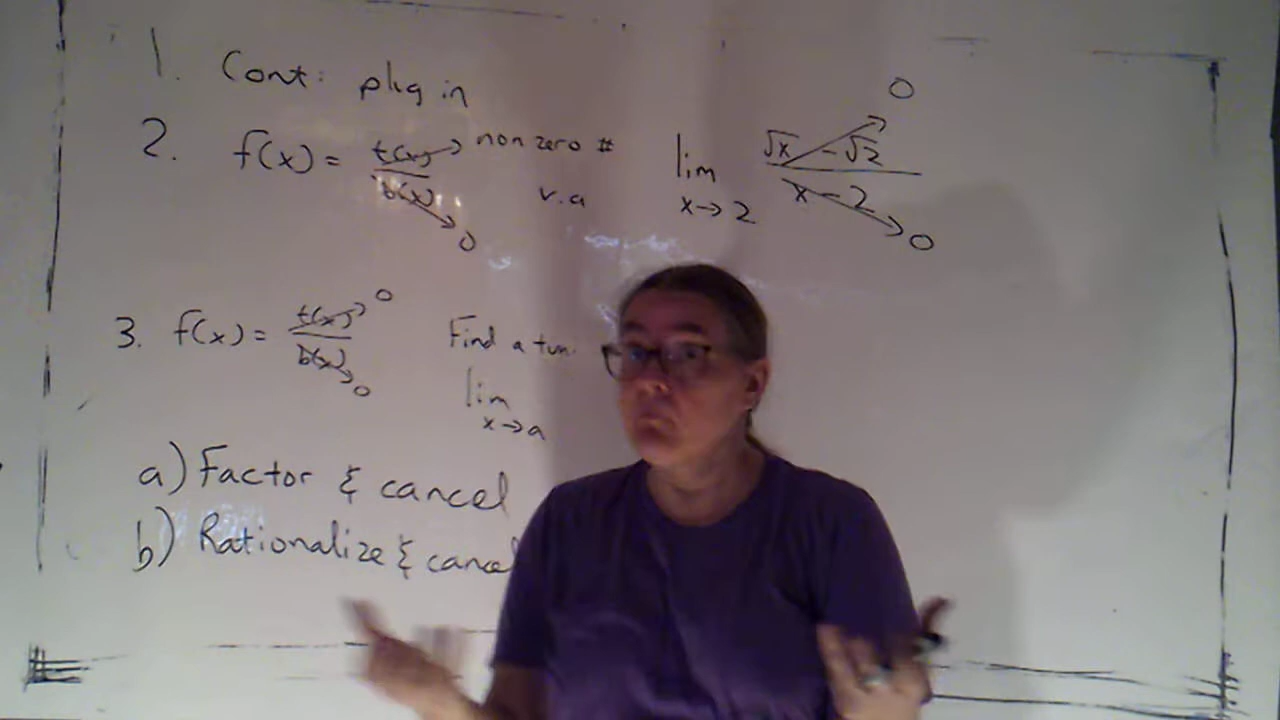 1. Cont: plug in
2. f(x) = t(x)/b(x) → non zero # → 0 v.a
lim x→2 (√x - √2)/(x - 2) → 0 → 0
3. f(x) = t(x)/b(x) → 0 → 0 Find a fun.
lim x→a
a) Factor & cancel
b) Rationalize & cancel